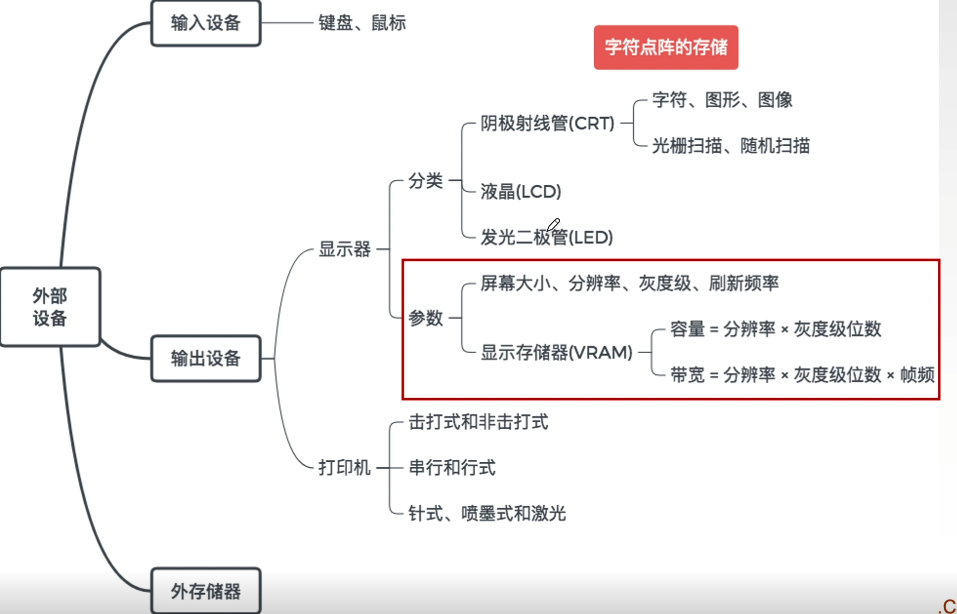 输入设备
键盘、鼠标
字符点阵的存储
字符、图形、图像
阴极射线管(CRT)
光栅扫描、随机扫描
分类
液晶(LCD)
发光二极管(LED)
显示器
屏幕大小、分辨率、灰度级、刷新频率
外部
设备
参数
容量 = 分辨率 × 灰度级位数
输出设备
显示存储器(VRAM)
带宽 = 分辨率 × 灰度级位数 × 帧频
击打式和非击打式
打印机
串行和行式
针式、喷墨式和激光
外存储器
.C